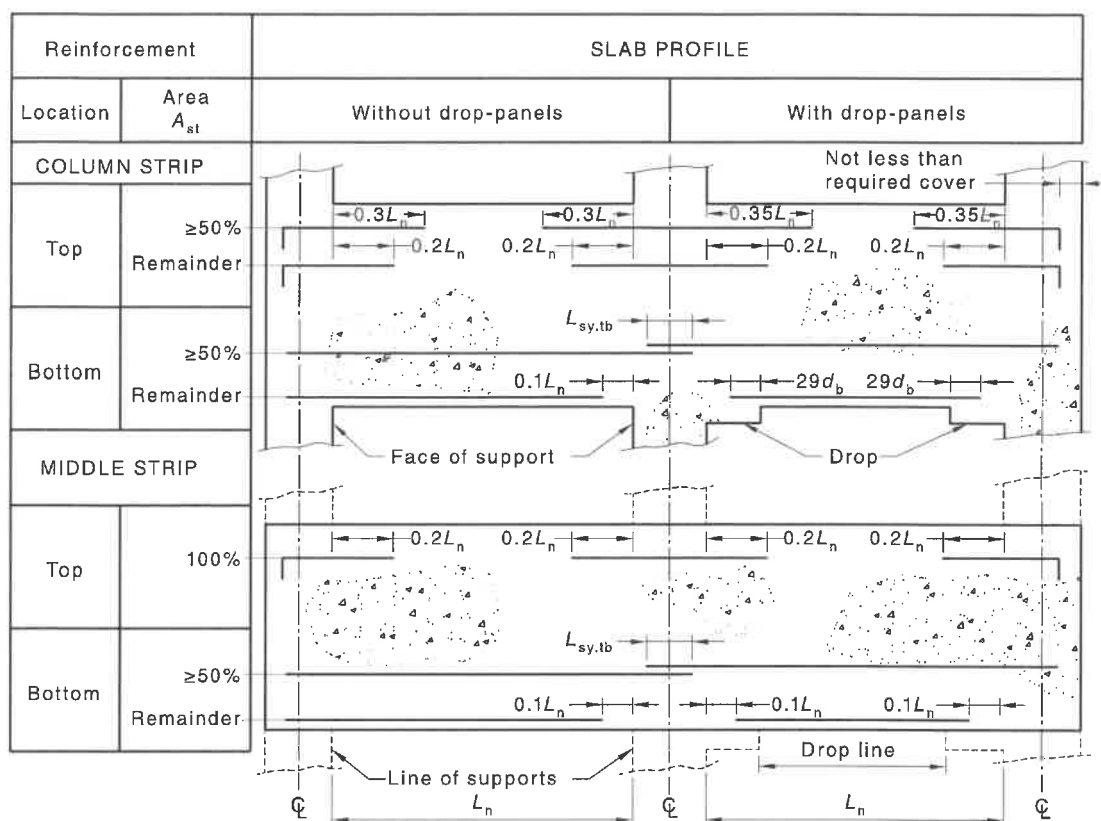 Reinforcement
SLAB PROFILE
Location
Area
A_st
Without drop-panels
With drop-panels
COLUMN STRIP
Not less than
required cover
0.3L_n
0.3L_n
0.35L_n
0.35L_n
Top
≥50%
0.2L_n
0.2L_n
0.2L_n
0.2L_n
Remainder
L_sy.tb
Bottom
≥50%
0.1L_n
29d_b
29d_b
Remainder
Face of support
Drop
MIDDLE STRIP
0.2L_n
0.2L_n
0.2L_n
0.2L_n
Top
100%
L_sy.tb
Bottom
≥50%
0.1L_n
0.1L_n
0.1L_n
Remainder
Drop line
Line of supports
℄
L_n
℄
L_n
℄